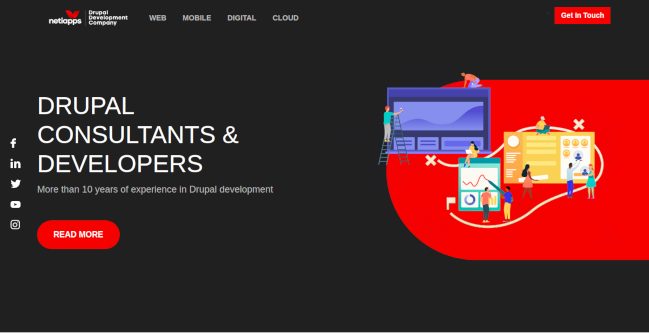 netlapps
Drupal
Development
Company
WEB
MOBILE
DIGITAL
CLOUD
Get In Touch
DRUPAL
CONSULTANTS &
DEVELOPERS
More than 10 years of experience in Drupal development
READ MORE